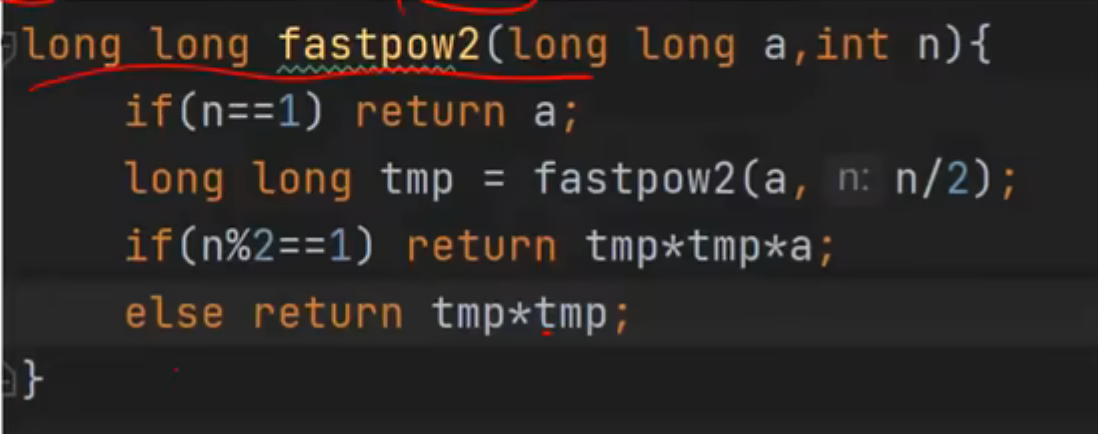 long long fastpow2(long long a,int n){
if(n==1) return a;
long long tmp = fastpow2(a, n: n/2);
if(n%2==1) return tmp*tmp*a;
else return tmp*tmp;
}